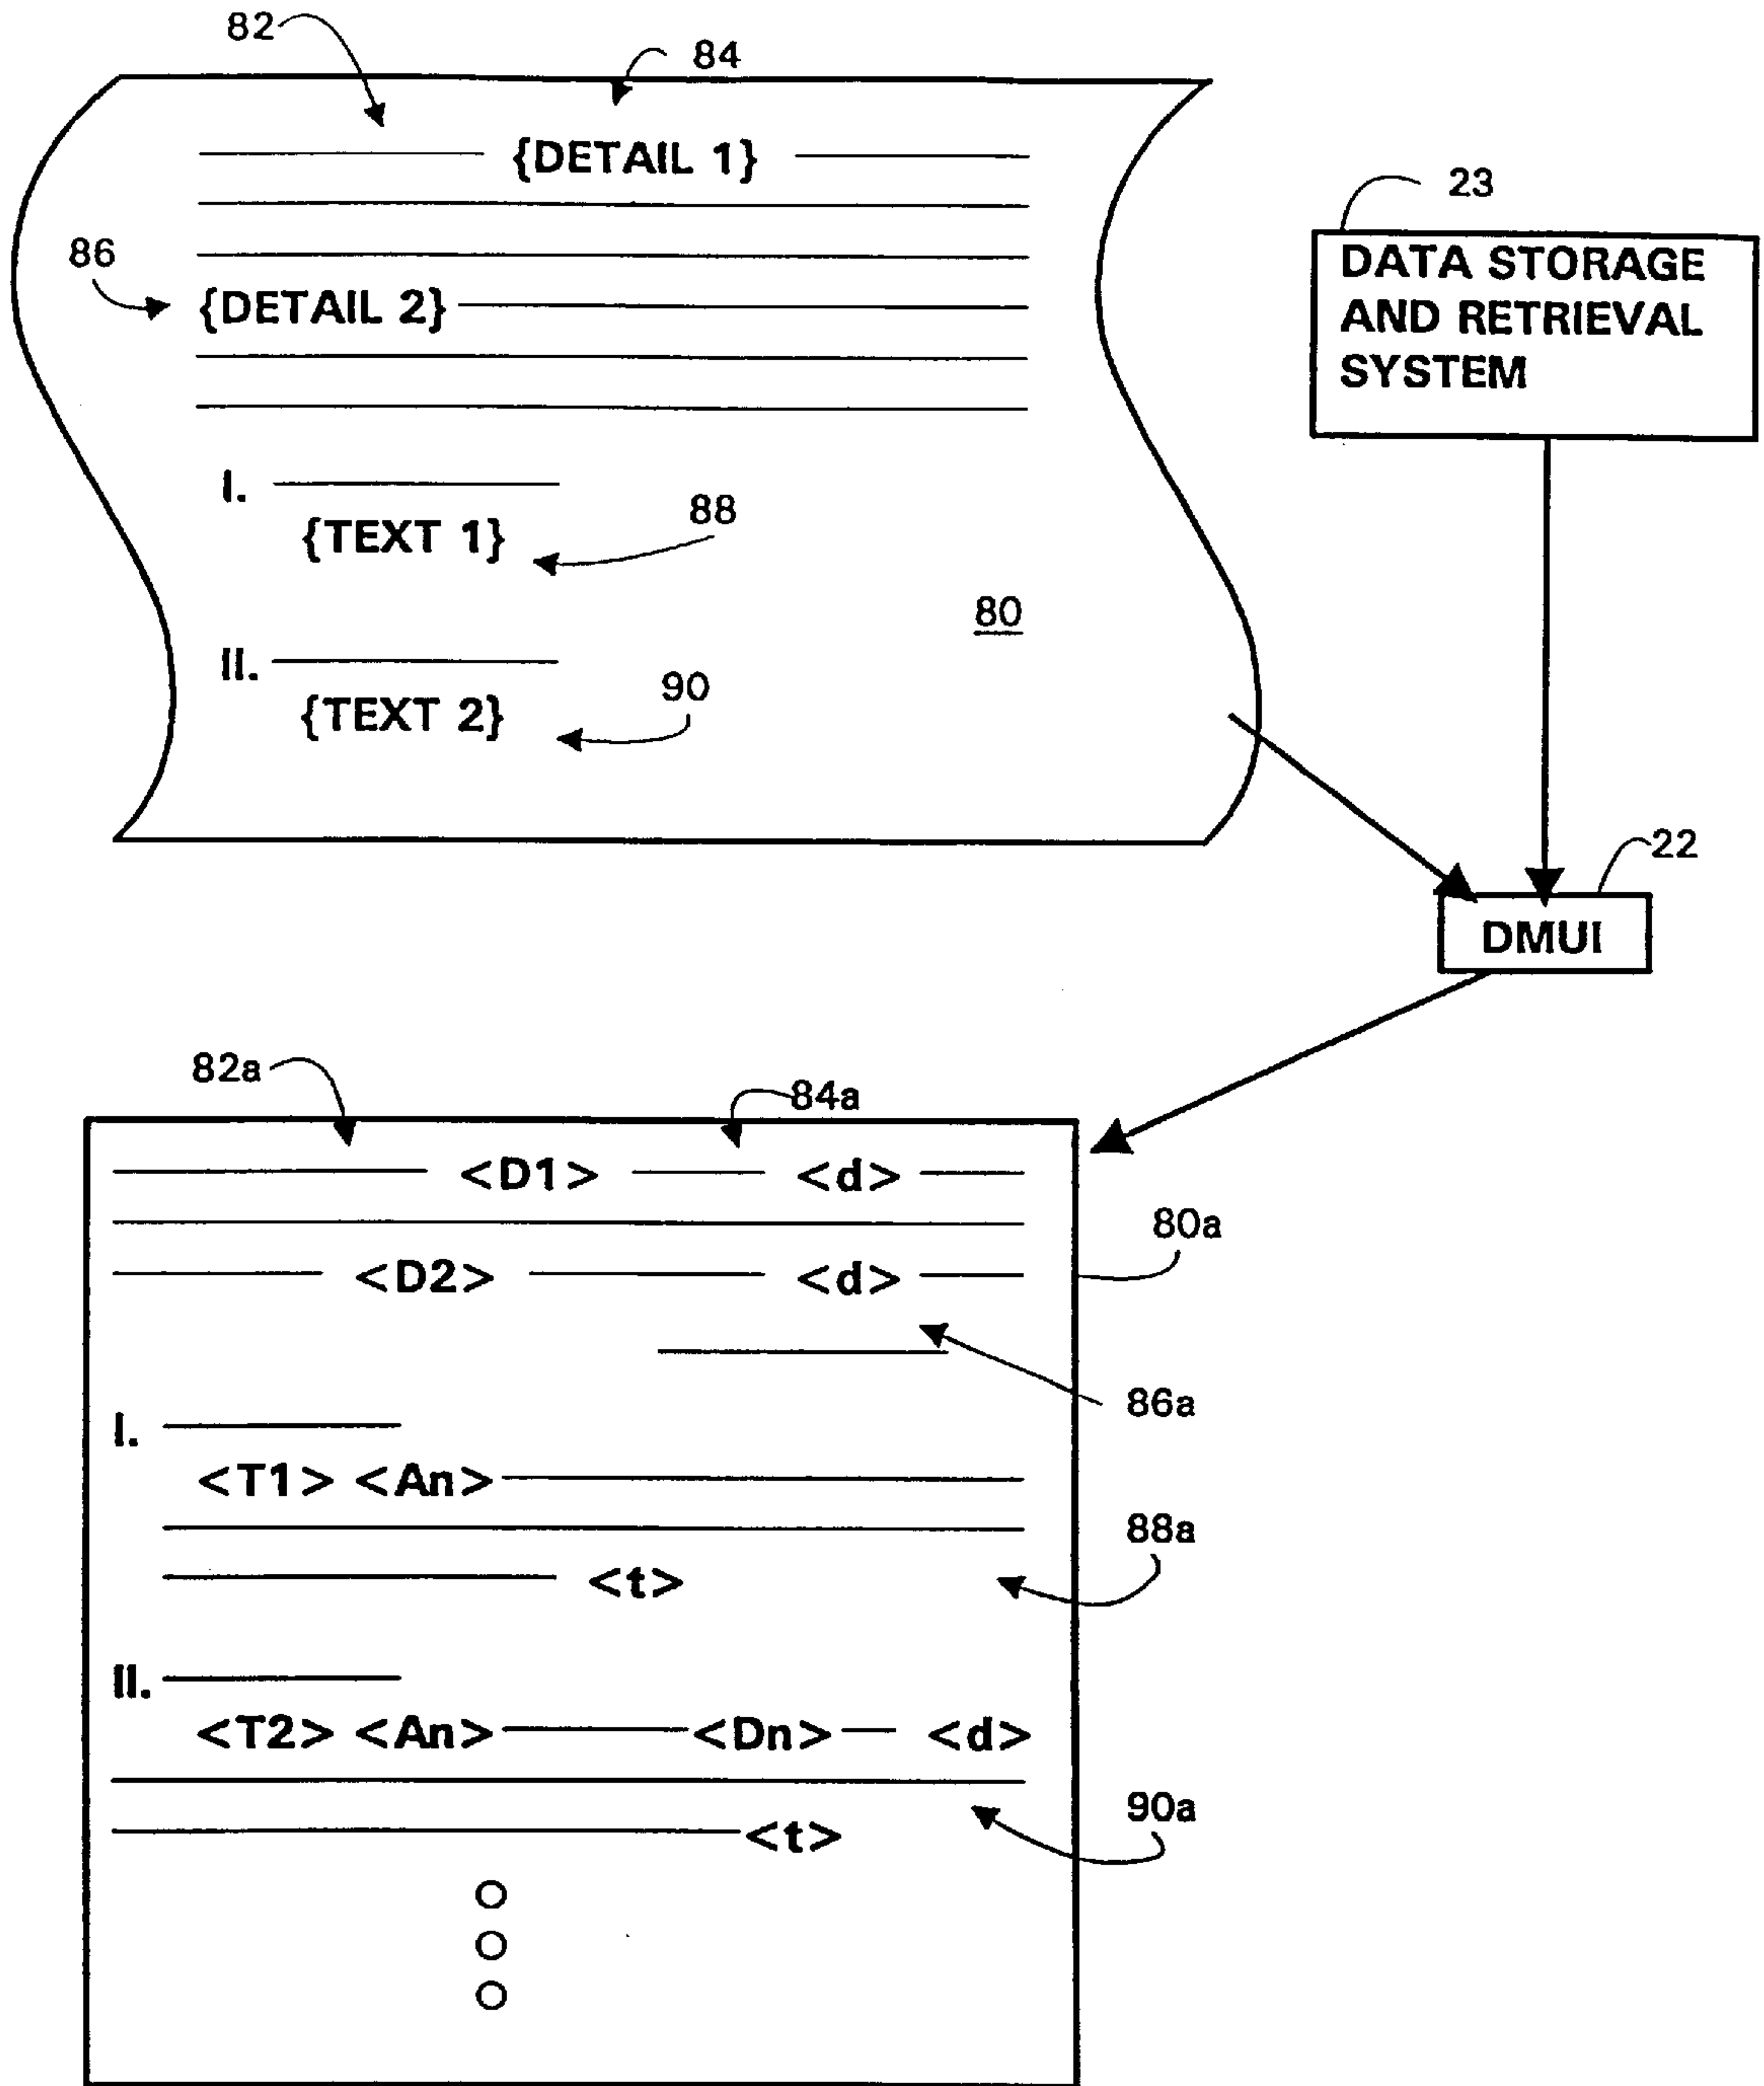 82
84
{DETAIL 1}
23
DATA STORAGE
AND RETRIEVAL
SYSTEM
86
{DETAIL 2}
I.
{TEXT 1}
88
80
II.
{TEXT 2}
90
22
DMUI
82a
84a
<D1> <d>
80a
<D2> <d>
86a
I.
<T1> <An>
88a
<t>
II.
<T2> <An> <Dn> <d>
90a
<t>